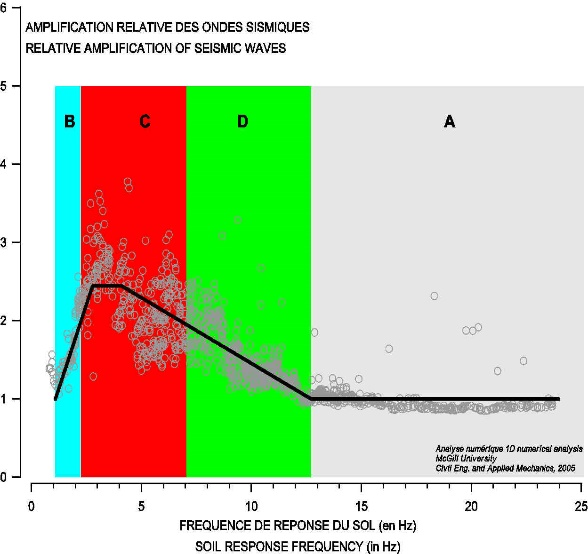 6
AMPLIFICATION RELATIVE DES ONDES SISMIQUES
RELATIVE AMPLIFICATION OF SEISMIC WAVES
5
B C D A
4
3
2
1
Analyse numérique 1D numerical analysis
McGill University
Civil Eng. and Applied Mechanics, 2005
0
0 5 10 15 20 25
FREQUENCE DE REPONSE DU SOL (en Hz)
SOIL RESPONSE FREQUENCY (in Hz)